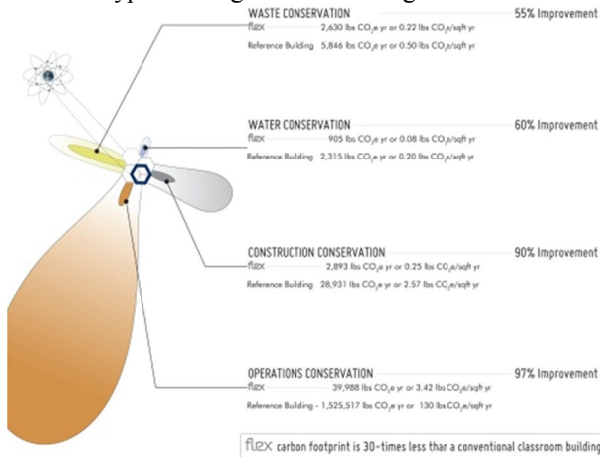 WASTE CONSERVATION 55% Improvement
flex 2,630 lbs CO2e yr or 0.22 lbs CO2e/sqft yr
Reference Building 5,846 lbs CO2e yr or 0.50 lbs CO2e/sqft yr
WATER CONSERVATION 60% Improvement
flex 905 lbs CO2e yr or 0.08 lbs CO2e/sqft yr
Reference Building 2,315 lbs CO2e yr or 0.20 lbs CO2e/sqft yr
CONSTRUCTION CONSERVATION 90% Improvement
flex 2,893 lbs CO2e yr or 0.25 lbs CO2e/sqft yr
Reference Building 28,931 lbs CO2e yr or 2.57 lbs CO2e/sqft yr
OPERATIONS CONSERVATION 97% Improvement
flex 39,988 lbs CO2e yr or 3.42 lbs CO2e/sqft yr
Reference Building - 1,525,517 lbs CO2e yr or 130 lbs CO2e/sqft yr
flex carbon footprint is 30-times less than a conventional classroom building